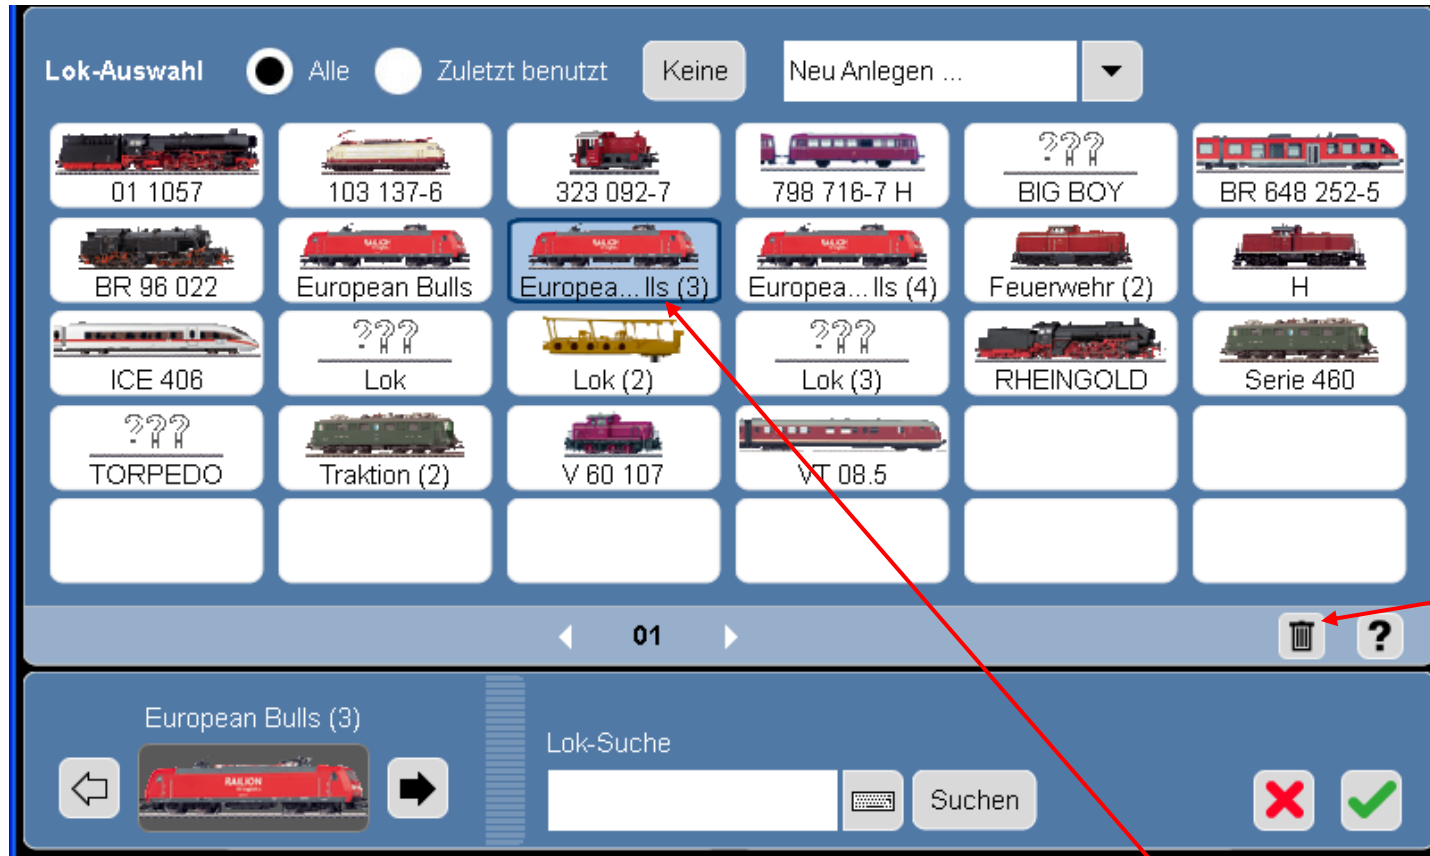 Lok-Auswahl Alle Zuletzt benutzt Keine Neu Anlegen ...
01 1057 103 137-6 323 092-7 798 716-7 H ??? BIG BOY BR 648 252-5
BR 96 022 European Bulls Europea... lls (3) Europea... lls (4) Feuerwehr (2) H
ICE 406 ??? Lok Lok (2) ??? Lok (3) RHEINGOLD Serie 460
??? TORPEDO Traktion (2) V 60 107 VT 08.5
01
?
European Bulls (3)
RAILION
Lok-Suche
Suchen